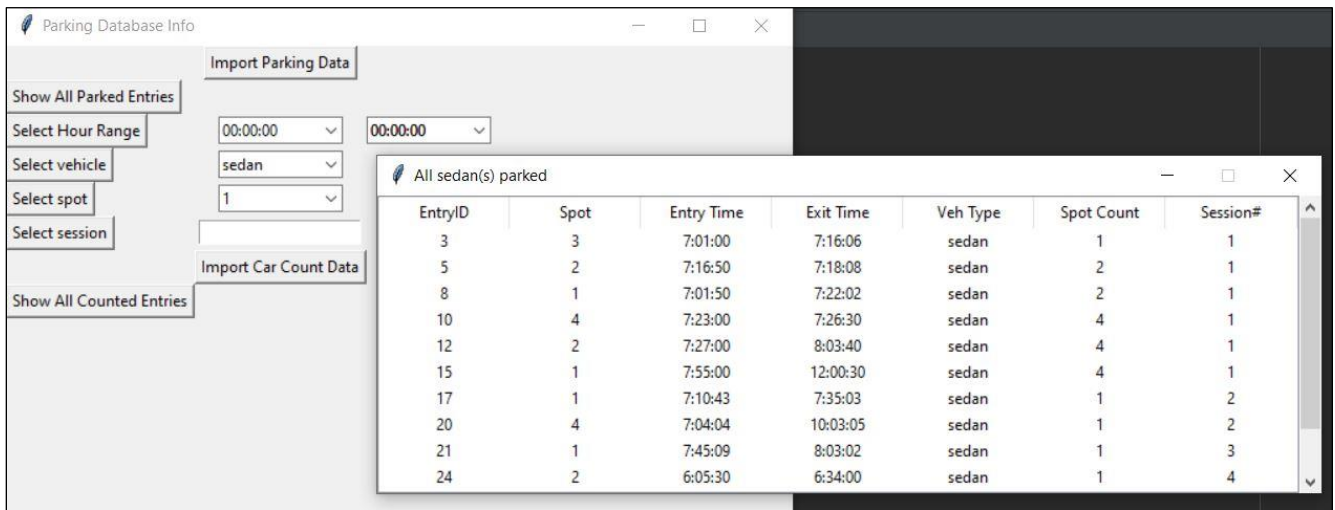 Parking Database Info
Import Parking Data
Show All Parked Entries
Select Hour Range 00:00:00 00:00:00
Select vehicle sedan
Select spot 1
Select session
Import Car Count Data
Show All Counted Entries
All sedan(s) parked
EntryID Spot Entry Time Exit Time Veh Type Spot Count Session#
3 3 7:01:00 7:16:06 sedan 1 1
5 2 7:16:50 7:18:08 sedan 2 1
8 1 7:01:50 7:22:02 sedan 2 1
10 4 7:23:00 7:26:30 sedan 4 1
12 2 7:27:00 8:03:40 sedan 4 1
15 1 7:55:00 12:00:30 sedan 4 1
17 1 7:10:43 7:35:03 sedan 1 2
20 4 7:04:04 10:03:05 sedan 1 2
21 1 7:45:09 8:03:02 sedan 1 3
24 2 6:05:30 6:34:00 sedan 1 4